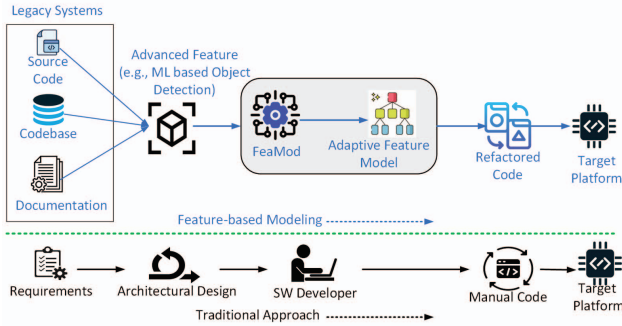 Legacy Systems
Source
Code
Codebase
Documentation
Advanced Feature
(e.g., ML based Object
Detection)
FeaMod
Adaptive Feature
Model
Refactored
Code
Target
Platform
Feature-based Modeling
Requirements
Architectural Design
SW Developer
Manual Code
Target
Platform
Traditional Approach